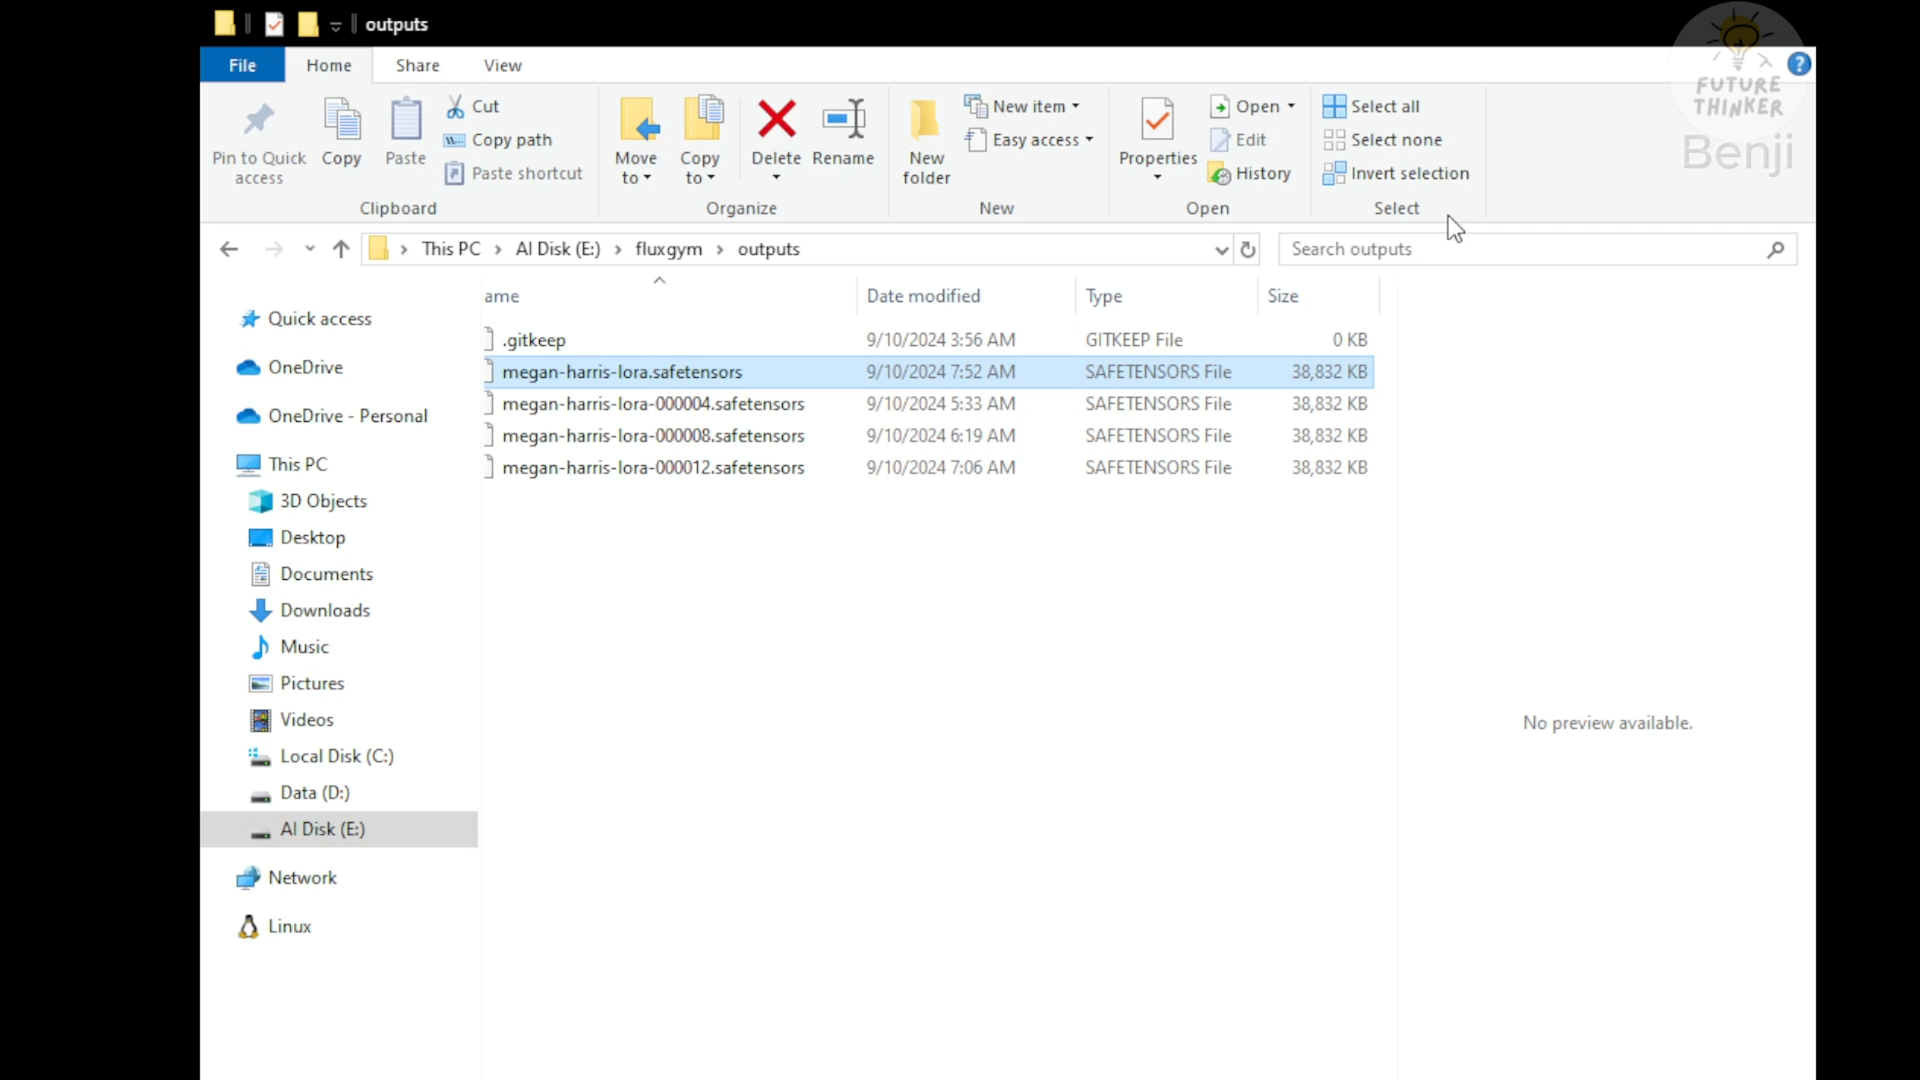 outputs
File Home Share View
FUTURE THINKER
Benji
Pin to Quick access
Copy
Paste
Cut
Copy path
Paste shortcut
Clipboard
Move to
Copy to
Delete
Rename
Organize
New folder
New item
Easy access
New
Properties
Open
Edit
History
Open
Select all
Select none
Invert selection
Select
This PC > AI Disk (E:) > fluxgym > outputs
Search outputs
ame Date modified Type Size
.gitkeep 9/10/2024 3:56 AM GITKEEP File 0 KB
megan-harris-lora.safetensors 9/10/2024 7:52 AM SAFETENSORS File 38,832 KB
megan-harris-lora-000004.safetensors 9/10/2024 5:33 AM SAFETENSORS File 38,832 KB
megan-harris-lora-000008.safetensors 9/10/2024 6:19 AM SAFETENSORS File 38,832 KB
megan-harris-lora-000012.safetensors 9/10/2024 7:06 AM SAFETENSORS File 38,832 KB
Quick access
OneDrive
OneDrive - Personal
This PC
3D Objects
Desktop
Documents
Downloads
Music
Pictures
Videos
Local Disk (C:)
Data (D:)
AI Disk (E:)
Network
Linux
No preview available.